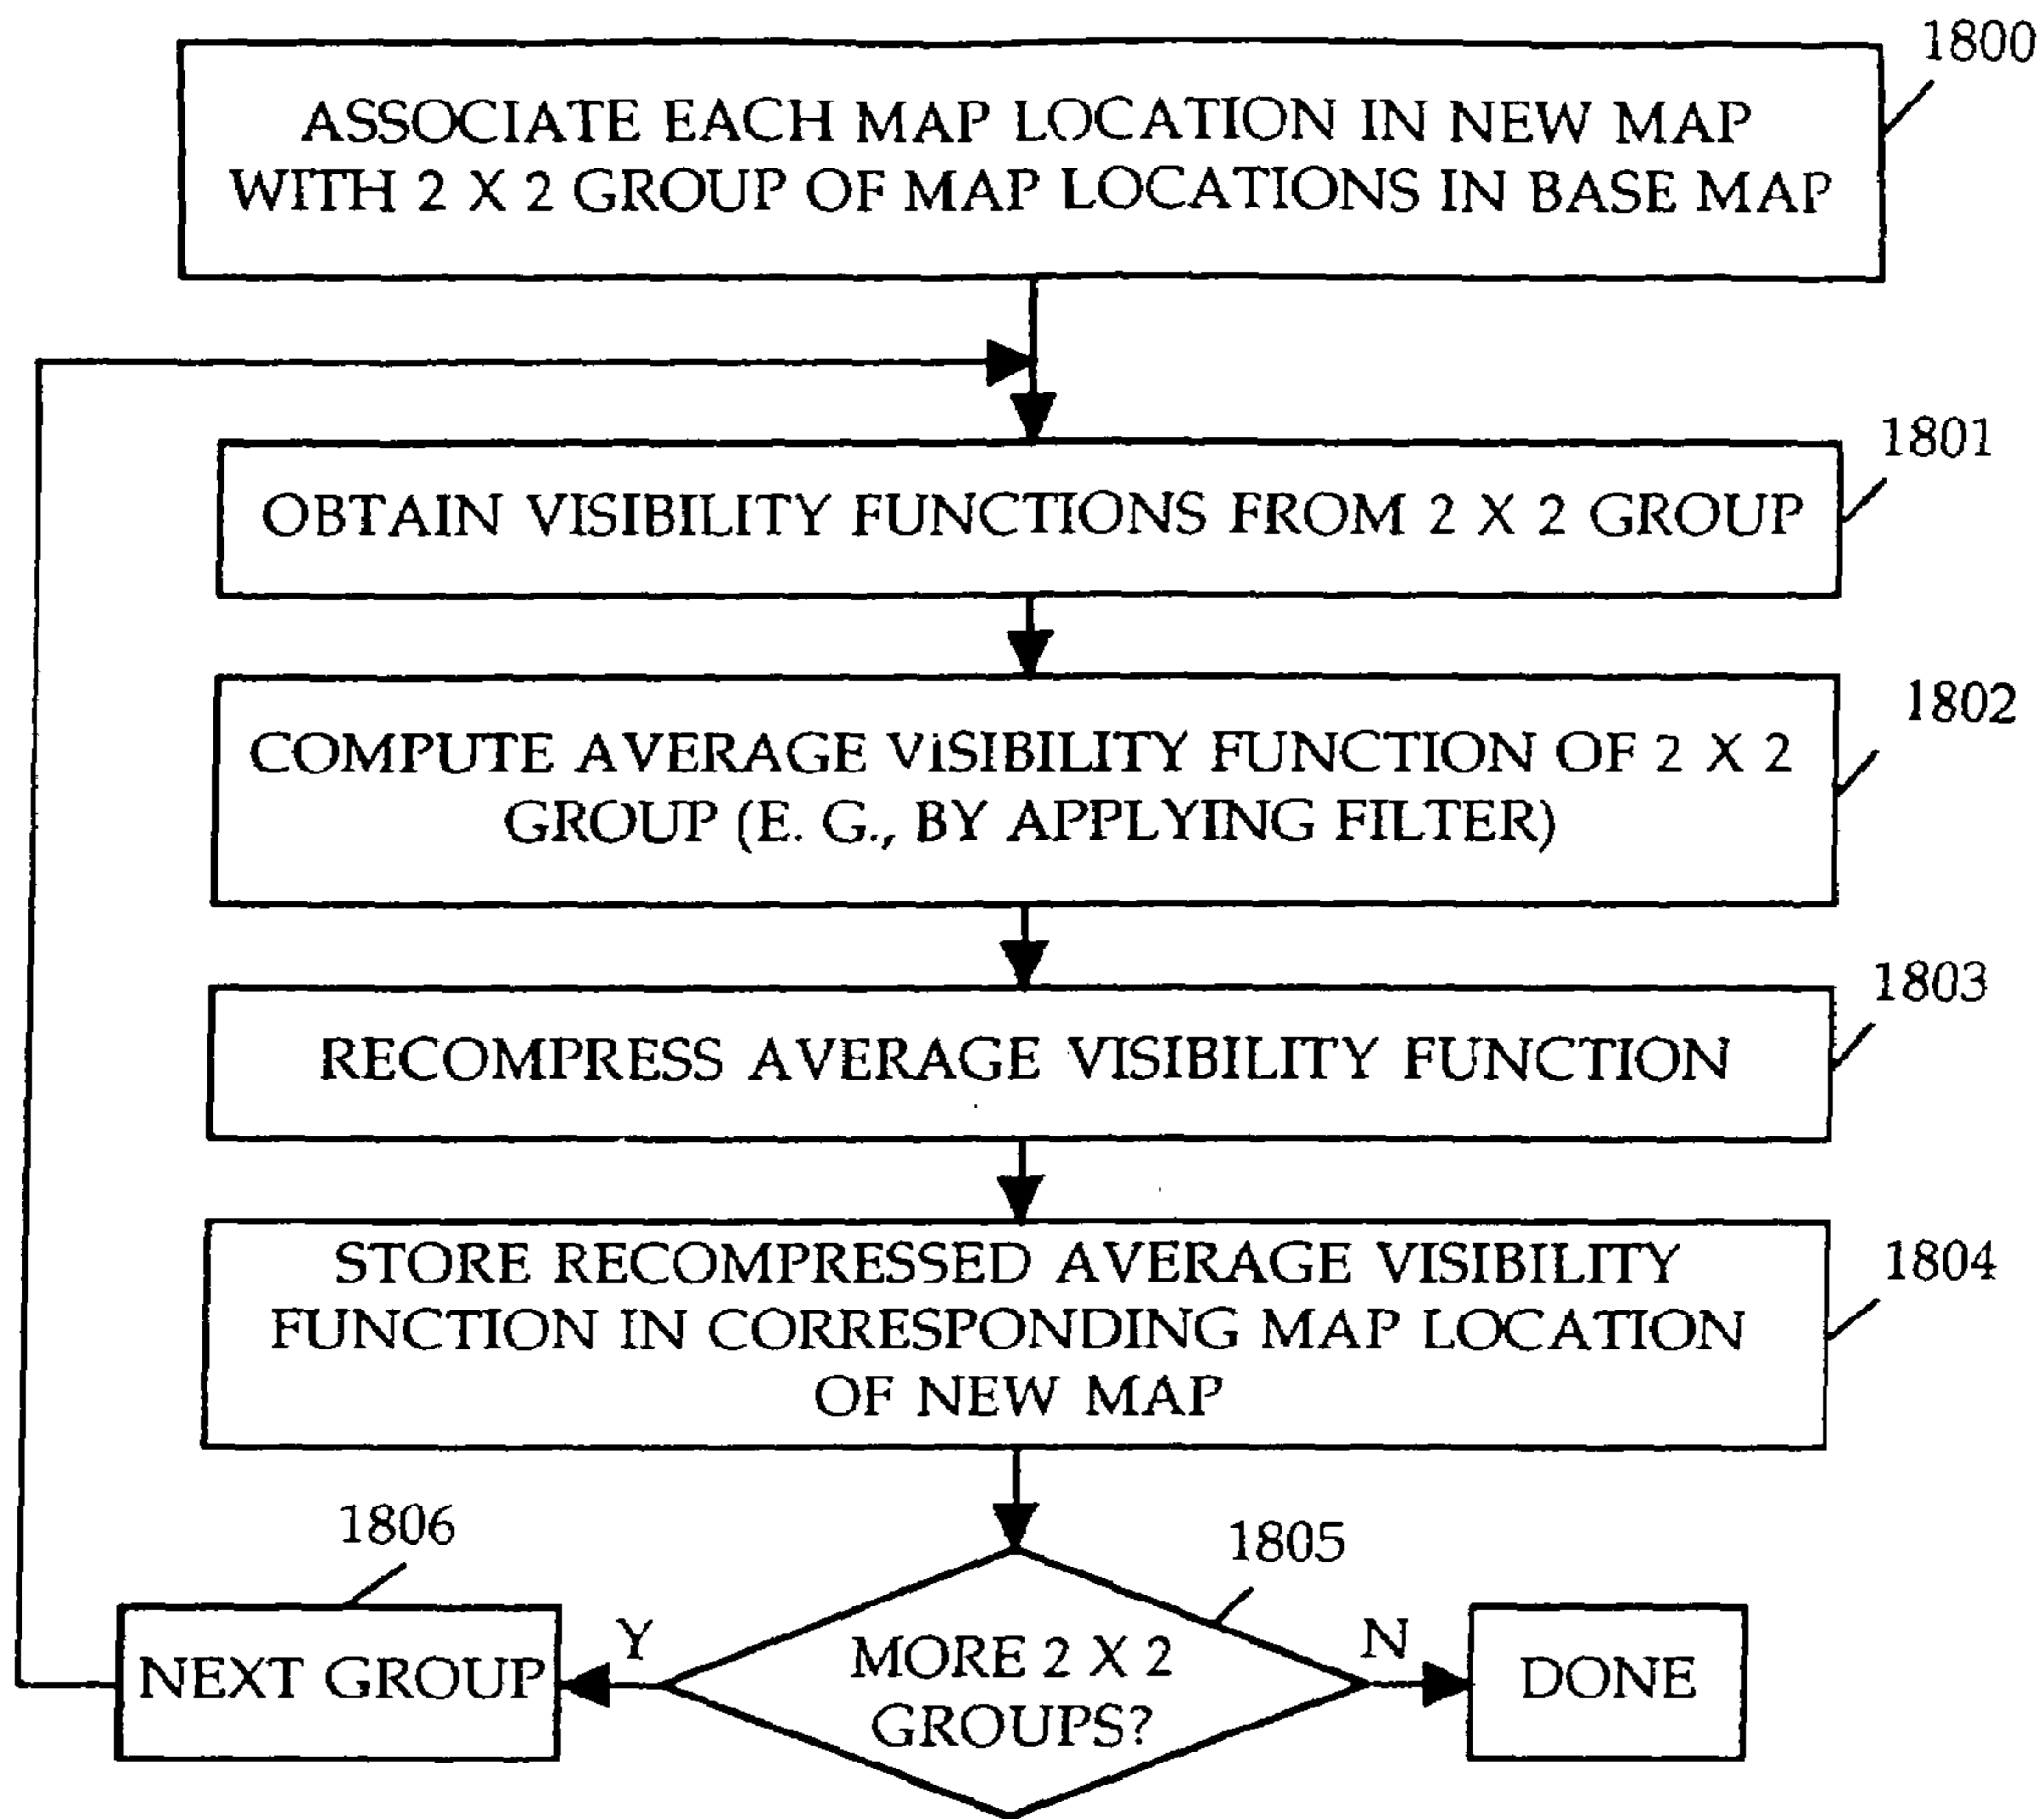 1800
ASSOCIATE EACH MAP LOCATION IN NEW MAP
WITH 2 X 2 GROUP OF MAP LOCATIONS IN BASE MAP
1801
OBTAIN VISIBILITY FUNCTIONS FROM 2 X 2 GROUP
1802
COMPUTE AVERAGE ViSIBILITY FUNCTION OF 2 X 2
GROUP (E. G., BY APPLYING FILTER)
1803
RECOMPRESS AVERAGE VISIBILITY FUNCTION
1804
STORE RECOMPRESSED AVERAGE VISIBILITY
FUNCTION IN CORRESPONDING MAP LOCATION
OF NEW MAP
1806
1805
NEXT GROUP
Y
MORE 2 X 2
GROUPS?
N
DONE